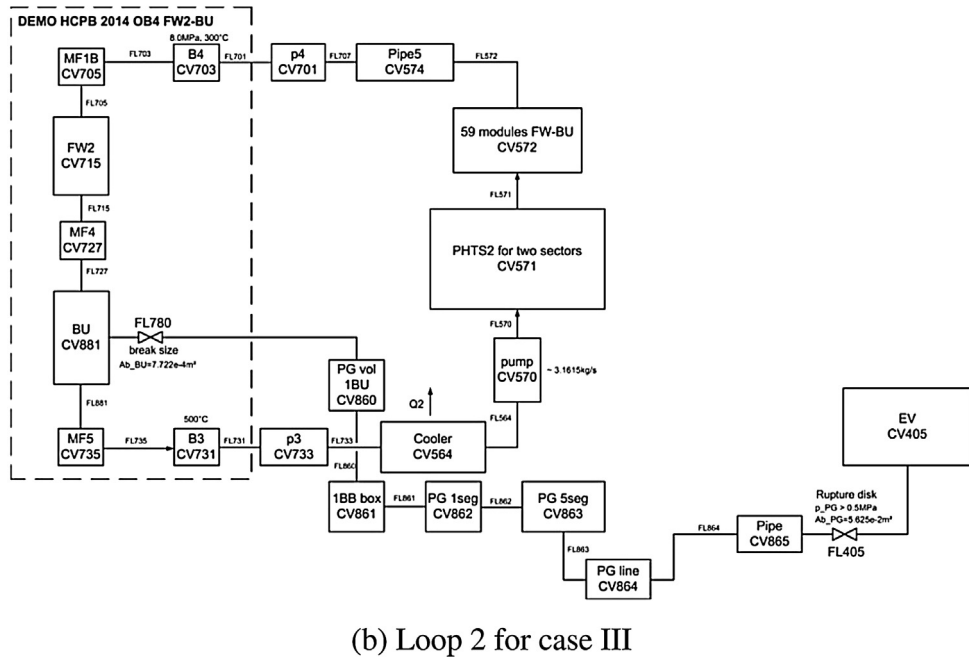 DEMO HCPB 2014 OB4 FW2-BU
MF1B
CV705
FL703
8.0MPa, 300°C
B4
CV703
FL701
p4
CV701
FL707
Pipe5
CV574
FL572
FL705
FW2
CV715
59 modules FW-BU
CV572
FL715
FL571
MF4
CV727
PHTS2 for two sectors
CV571
FL727
BU
CV881
FL780
break size
Ab_BU=7.722e-4m²
FL570
PG vol
1BU
CV860
pump
CV570
~ 3.1615kg/s
Q2
FL881
FL564
500°C
MF5
CV735
FL735
B3
CV731
FL731
p3
CV733
FL733
Cooler
CV564
EV
CV405
FL860
1BB box
CV861
FL861
PG 1seg
CV862
FL862
PG 5seg
CV863
Rupture disk
p_PG > 0.5MPa
Ab_PG=5.625e-2m²
FL864
Pipe
CV865
FL405
FL863
PG line
CV864
(b) Loop 2 for case III